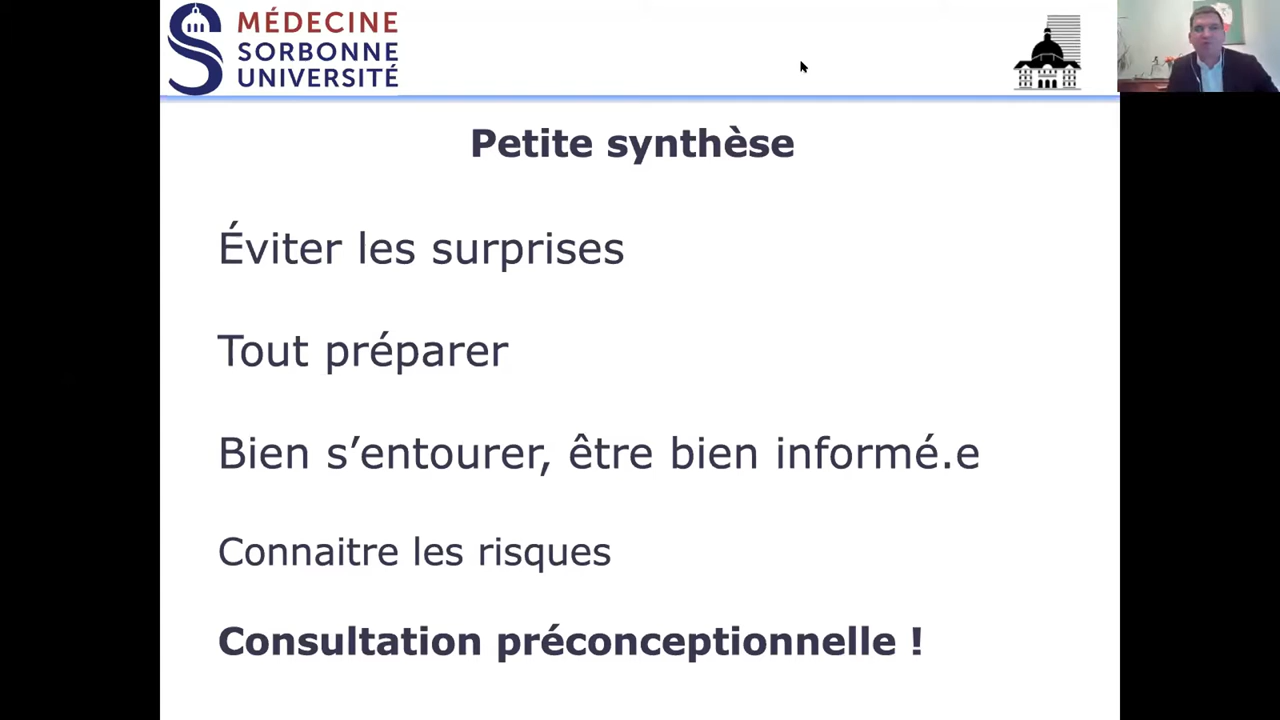 MÉDECINE
SORBONNE
UNIVERSITÉ
Petite synthèse
Éviter les surprises
Tout préparer
Bien s’entourer, être bien informé.e
Connaitre les risques
Consultation préconceptionnelle !